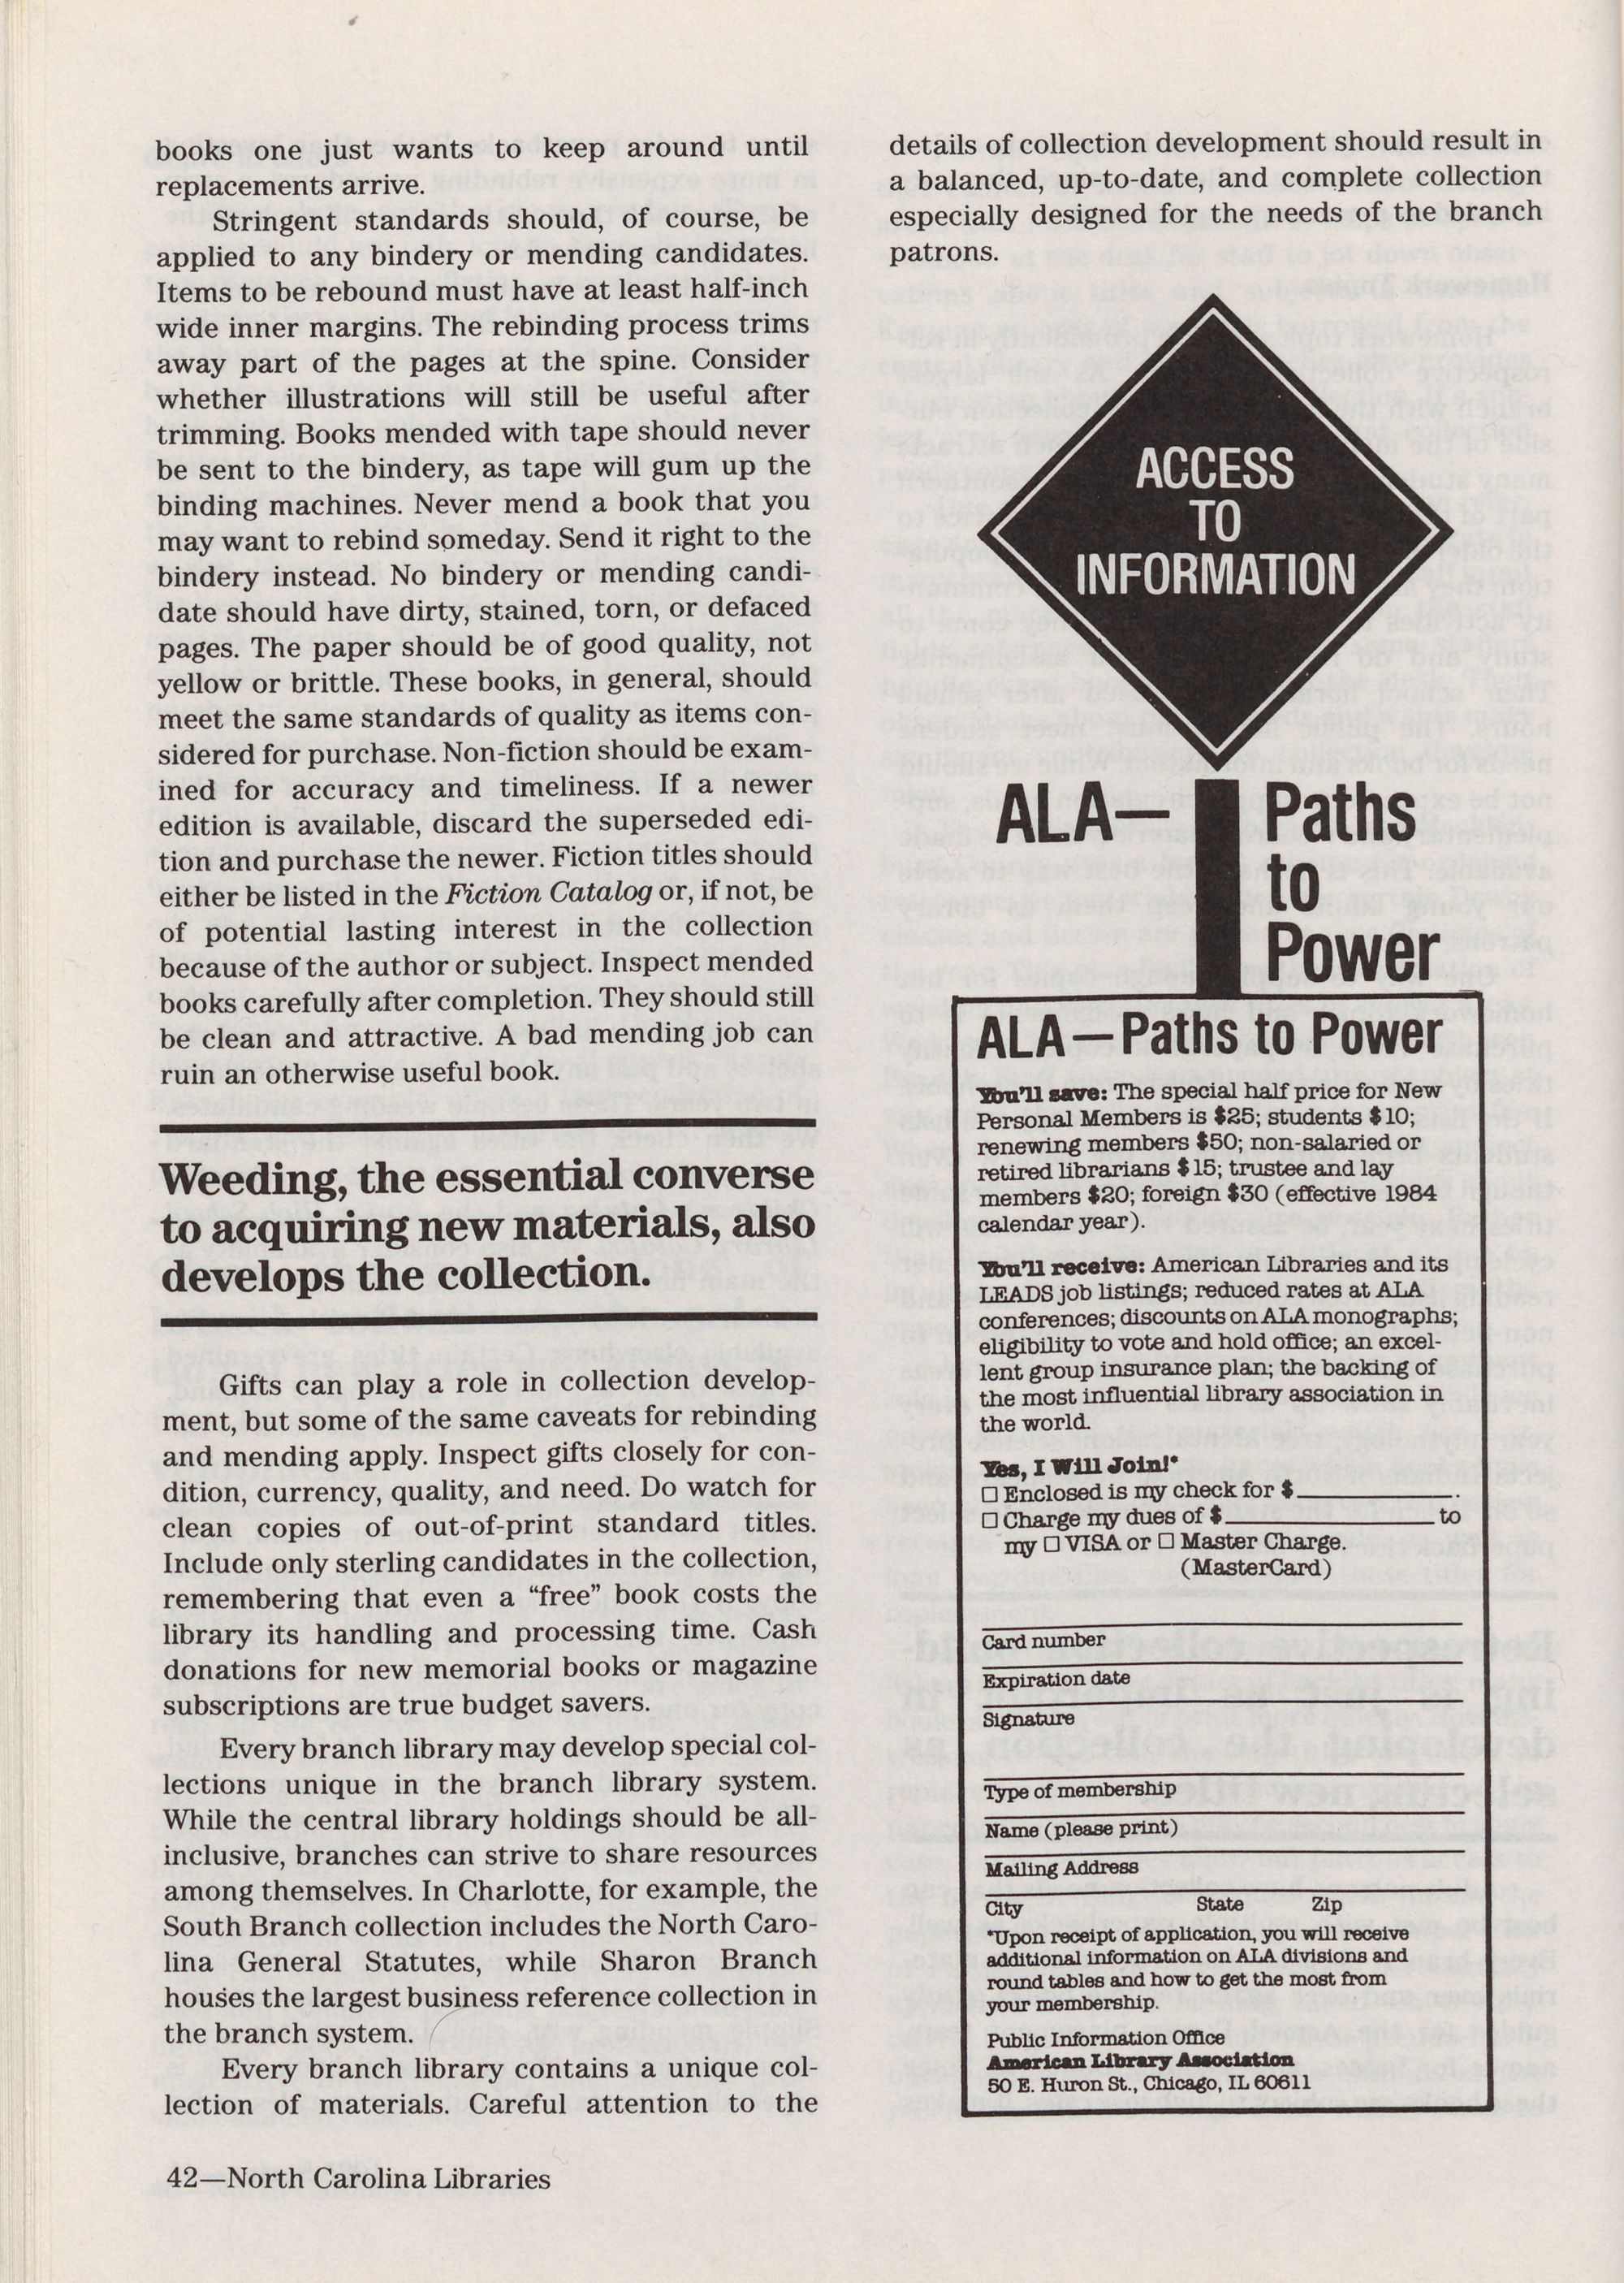 books one just wants to keep around until
replacements arrive.
Stringent standards should, of course, be
applied to any bindery or mending candidates.
Items to be rebound must have at least half-inch
wide inner margins. The rebinding process trims
away part of the pages at the spine. Consider
whether illustrations will still be useful after
trimming. Books mended with tape should never
be sent to the bindery, as tape will gum up the
binding machines. Never mend a book that you
may want to rebind someday. Send it right to the
bindery instead. No bindery or mending candi-
date should have dirty, stained, torn, or defaced
pages. The paper should be of good quality, not
yellow or brittle. These books, in general, should
meet the same standards of quality as items con-
sidered for purchase. Non-fiction should be exam-
ined for accuracy and timeliness. If a newer
edition is available, discard the superseded edi-
tion and purchase the newer. Fiction titles should
either be listed in the Fiction Catalog or, if not, be
of potential lasting interest in the collection
because of the author or subject. Inspect mended
books carefully after completion. They should still
be clean and attractive. A bad mending job can
ruin an otherwise useful book.
Weeding, the essential converse
to acquiring new materials, also
develops the collection.
Gifts can play a role in collection develop-
ment, but some of the same caveats for rebinding
and mending apply. Inspect gifts closely for con-
dition, currency, quality, and need. Do watch for
clean copies of out-of-print standard titles.
Include only sterling candidates in the collection,
remembering that even a “free” book costs the
library its handling and processing time. Cash
donations for new memorial books or magazine
subscriptions are true budget savers.
Every branch library may develop special col-
lections unique in the branch library system.
While the central library holdings should be all-
inclusive, branches can strive to share resources
among themselves. In Charlotte, for example, the
South Branch collection includes the North Caro-
lina General Statutes, while Sharon Branch
houses the largest business reference collection in
the branch system.
Every branch library contains a unique col-
lection of materials. Careful attention to the
details of collection development should result in
a balanced, up-to-date, and complete collection
especially designed for the needs of the branch
patrons.
ACCESS
TO
INFORMATION
ALA— Paths
to
Power
ALA—Paths to Power
You'll save: The special half price for New
Personal Members is $25; students $10;
renewing members $50; non-salaried or
retired librarians $15; trustee and lay
members $20; foreign $30 (effective 1984
calendar year).
You'll receive: American Libraries and its
LEADS job listings; reduced rates at ALA
conferences; discounts on ALA monographs;
eligibility to vote and hold office; an excel-
lent group insurance plan; the backing of
the most influential library association in
the world.
Yes, I Will Join!*
☐ Enclosed is my check for $____________.
☐ Charge my dues of $________________ to
my ☐ VISA or ☐ Master Charge.
(MasterCard)
Card number
Expiration date
Signature
Type of membership
Name (please print)
Mailing Address
City State Zip
*Upon receipt of application, you will receive
additional information on ALA divisions and
round tables and how to get the most from
your membership.
Public Information Office
American Library Association
50 E. Huron St., Chicago, IL 60611
42—North Carolina Libraries